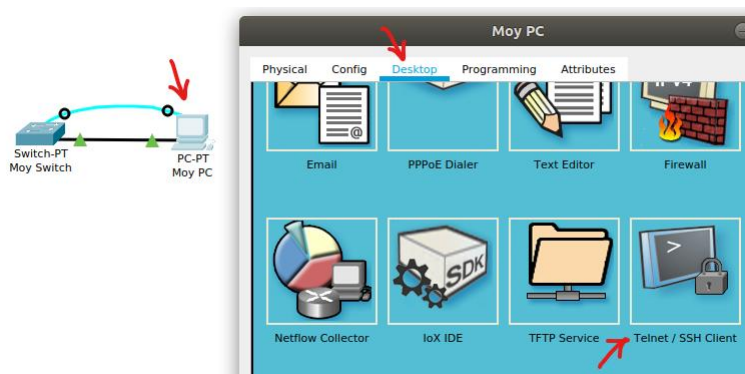 Moy PC
Physical Config Desktop Programming Attributes
Email PPPoE Dialer Text Editor Firewall
Switch-PT
Moy Switch
PC-PT
Moy PC
SDK
Netflow Collector IoX IDE TFTP Service Telnet / SSH Client